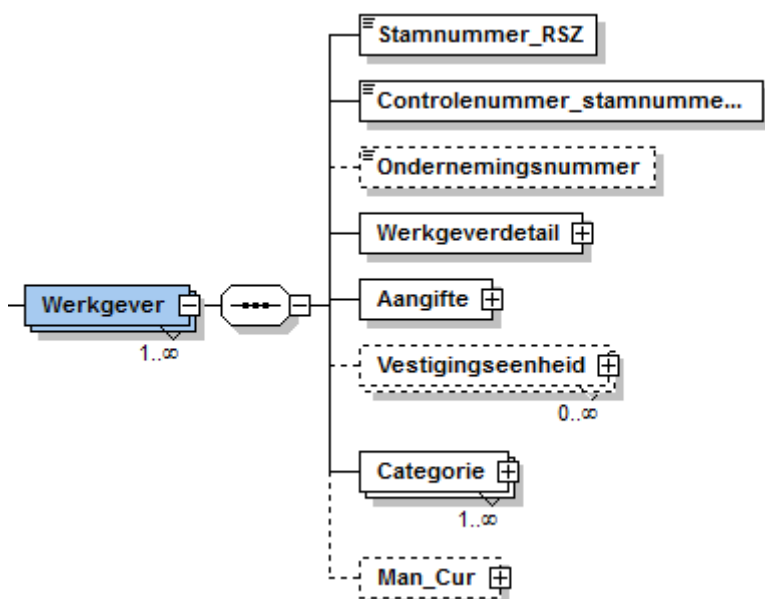 Stamnummer_RSZ
Controlenummer_stamnumme...
Ondernemingsnummer
Werkgeverdetail
Werkgever
1..∞
Aangifte
Vestigingseenheid
0..∞
Categorie
1..∞
Man_Cur